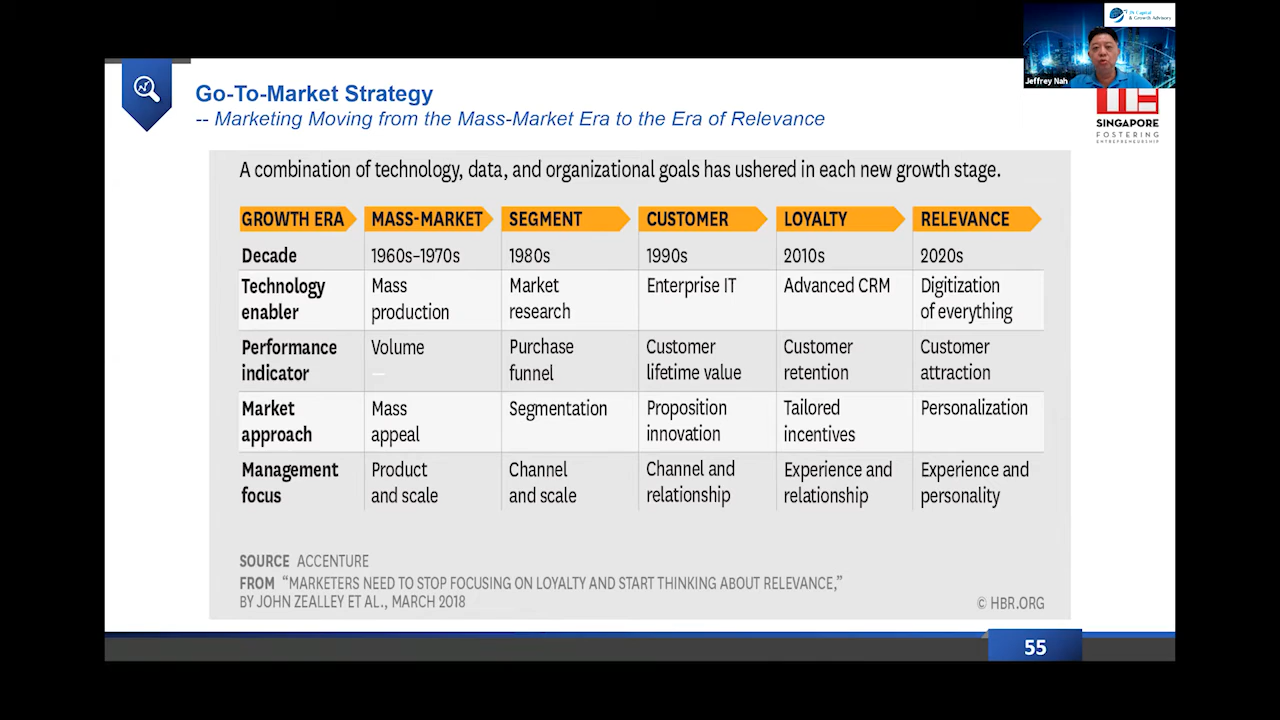 JN Capital
& Growth Advisory
Jeffrey Nah
Go-To-Market Strategy
-- Marketing Moving from the Mass-Market Era to the Era of Relevance
SINGAPORE
FOSTERING
ENTREPRENEURSHIP
A combination of technology, data, and organizational goals has ushered in each new growth stage.
GROWTH ERA MASS-MARKET SEGMENT CUSTOMER LOYALTY RELEVANCE
Decade 1960s–1970s 1980s 1990s 2010s 2020s
Technology Mass Market Enterprise IT Advanced CRM Digitization
enabler production research of everything
Performance Volume Purchase Customer Customer Customer
indicator funnel lifetime value retention attraction
Market Mass Segmentation Proposition Tailored Personalization
approach appeal innovation incentives
Management Product Channel Channel and Experience and Experience and
focus and scale and scale relationship relationship personality
SOURCE ACCENTURE
FROM “MARKETERS NEED TO STOP FOCUSING ON LOYALTY AND START THINKING ABOUT RELEVANCE,”
BY JOHN ZEALLEY ET AL., MARCH 2018
© HBR.ORG
55